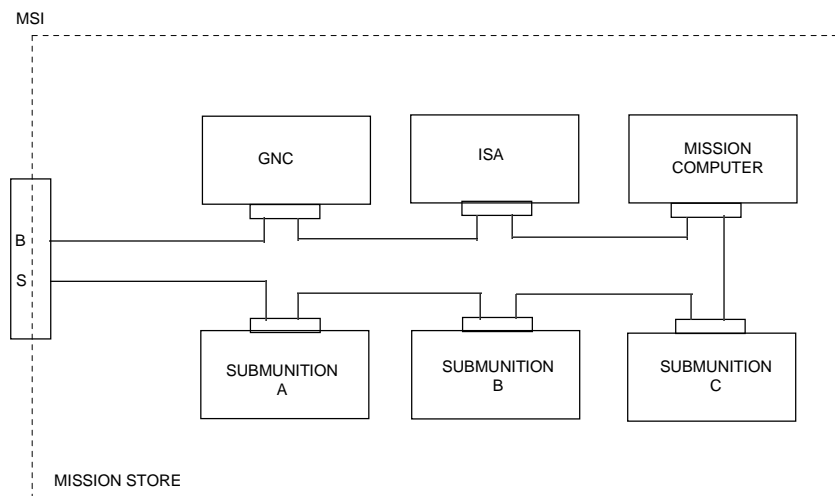 MSI
GNC
ISA
MISSION
COMPUTER
B
S
SUBMUNITION
A
SUBMUNITION
B
SUBMUNITION
C
MISSION STORE